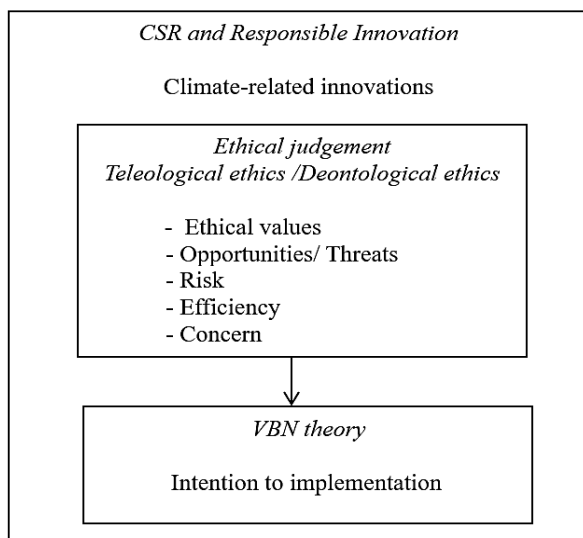 CSR and Responsible Innovation
Climate-related innovations
Ethical judgement
Teleological ethics /Deontological ethics
- Ethical values
- Opportunities/ Threats
- Risk
- Efficiency
- Concern
VBN theory
Intention to implementation